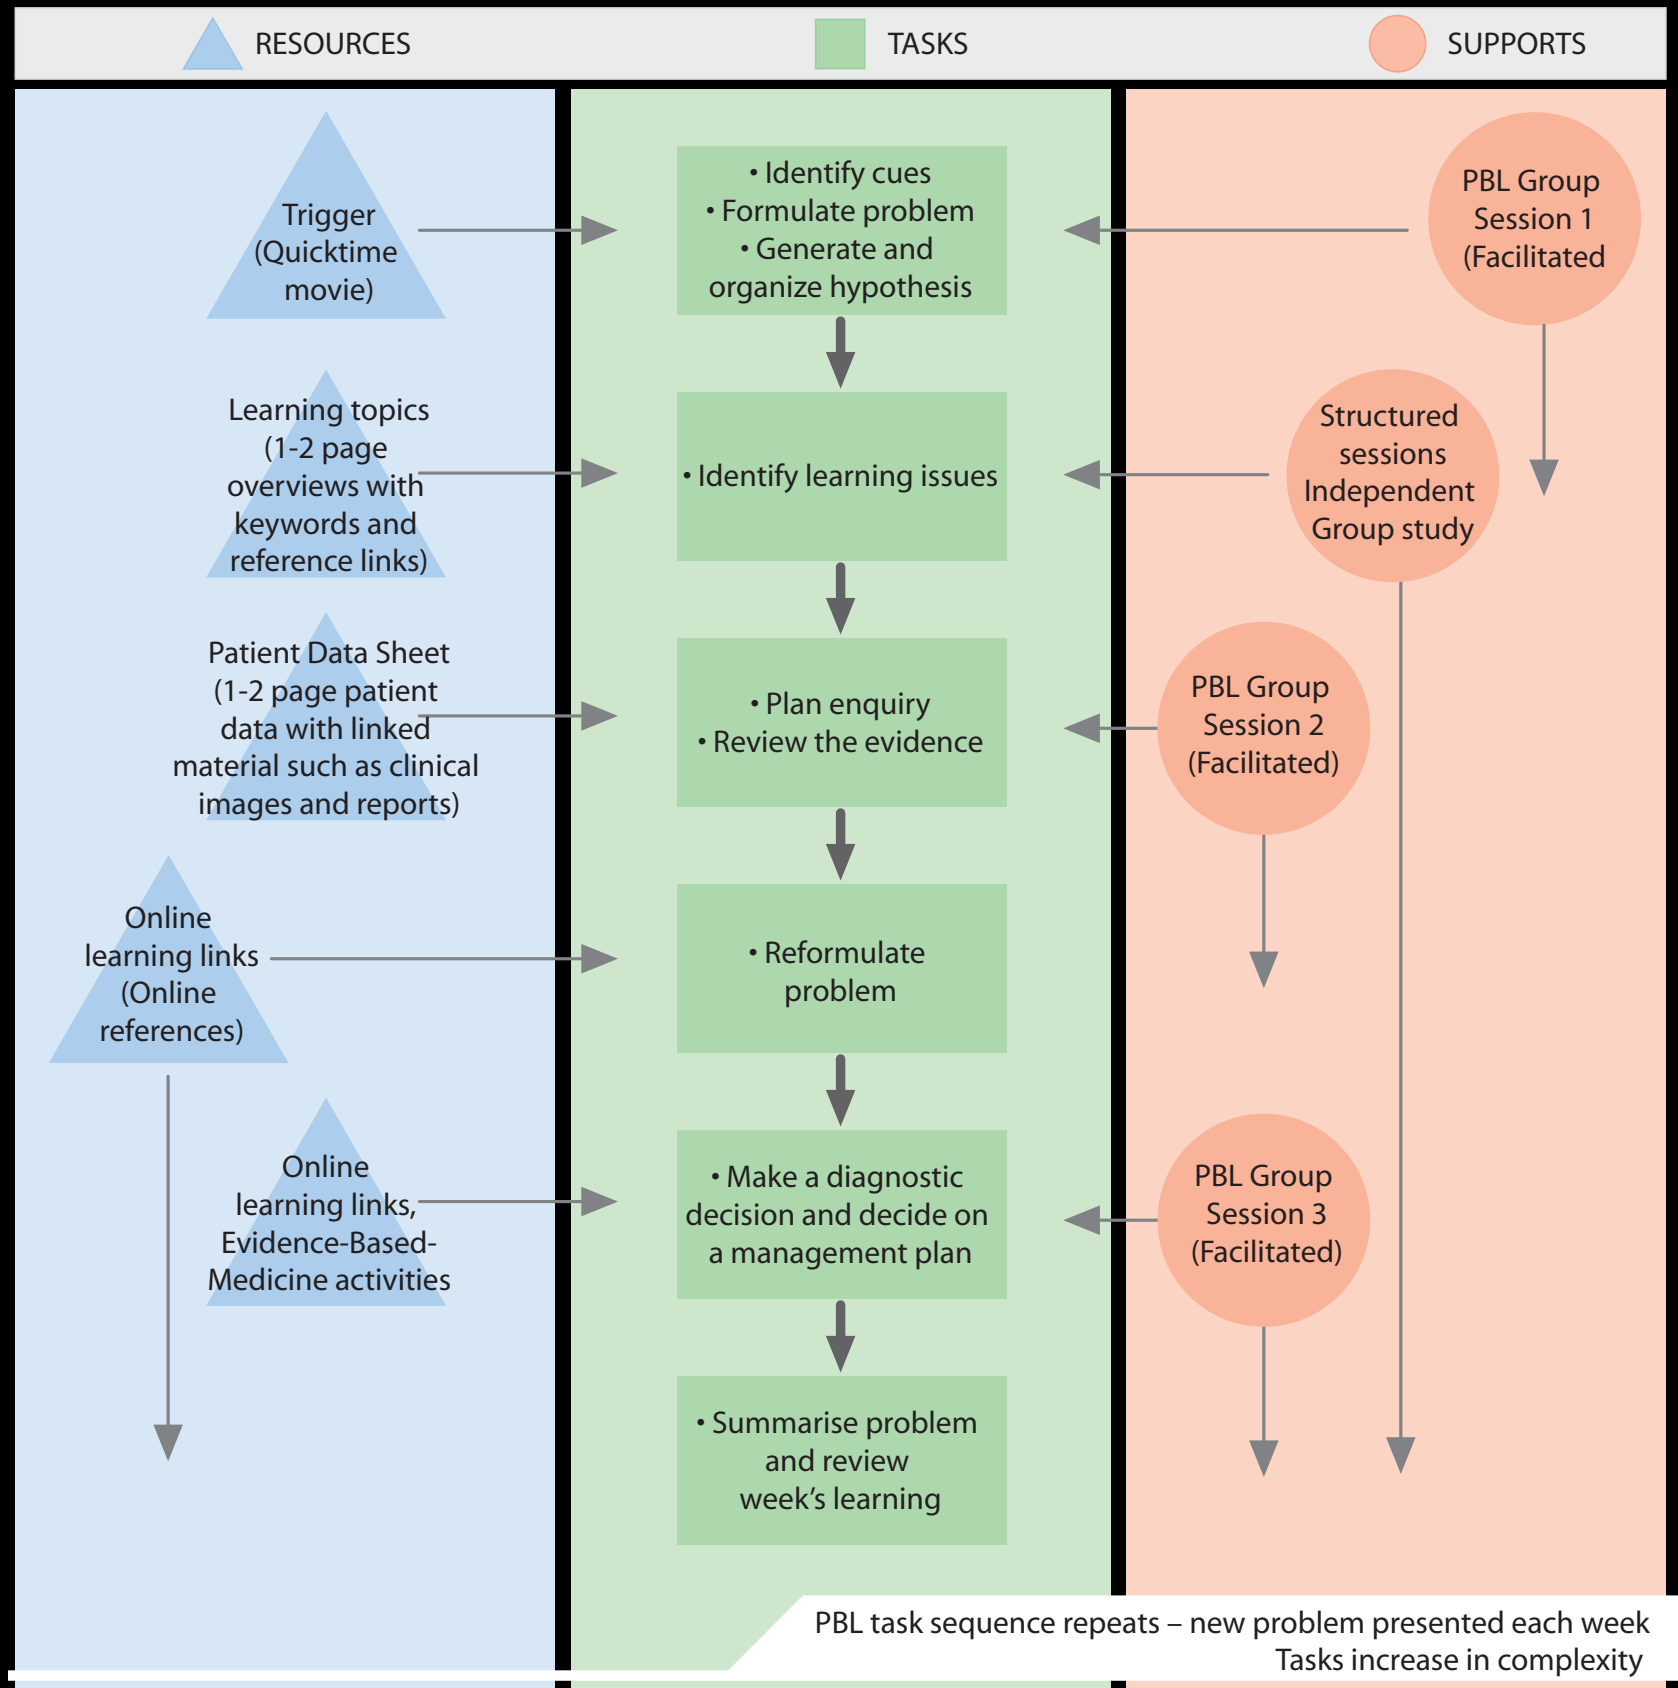 RESOURCES
TASKS
SUPPORTS
Trigger
(Quicktime
movie)
• Identify cues
• Formulate problem
• Generate and
organize hypothesis
PBL Group
Session 1
(Facilitated
Learning topics
(1-2 page
overviews with
keywords and
reference links)
• Identify learning issues
Structured
sessions
Independent
Group study
Patient Data Sheet
(1-2 page patient
data with linked
material such as clinical
images and reports)
• Plan enquiry
• Review the evidence
PBL Group
Session 2
(Facilitated)
Online
learning links
(Online
references)
• Reformulate
problem
Online
learning links,
Evidence-Based-
Medicine activities
• Make a diagnostic
decision and decide on
a management plan
PBL Group
Session 3
(Facilitated)
• Summarise problem
and review
week’s learning
PBL task sequence repeats – new problem presented each week
Tasks increase in complexity